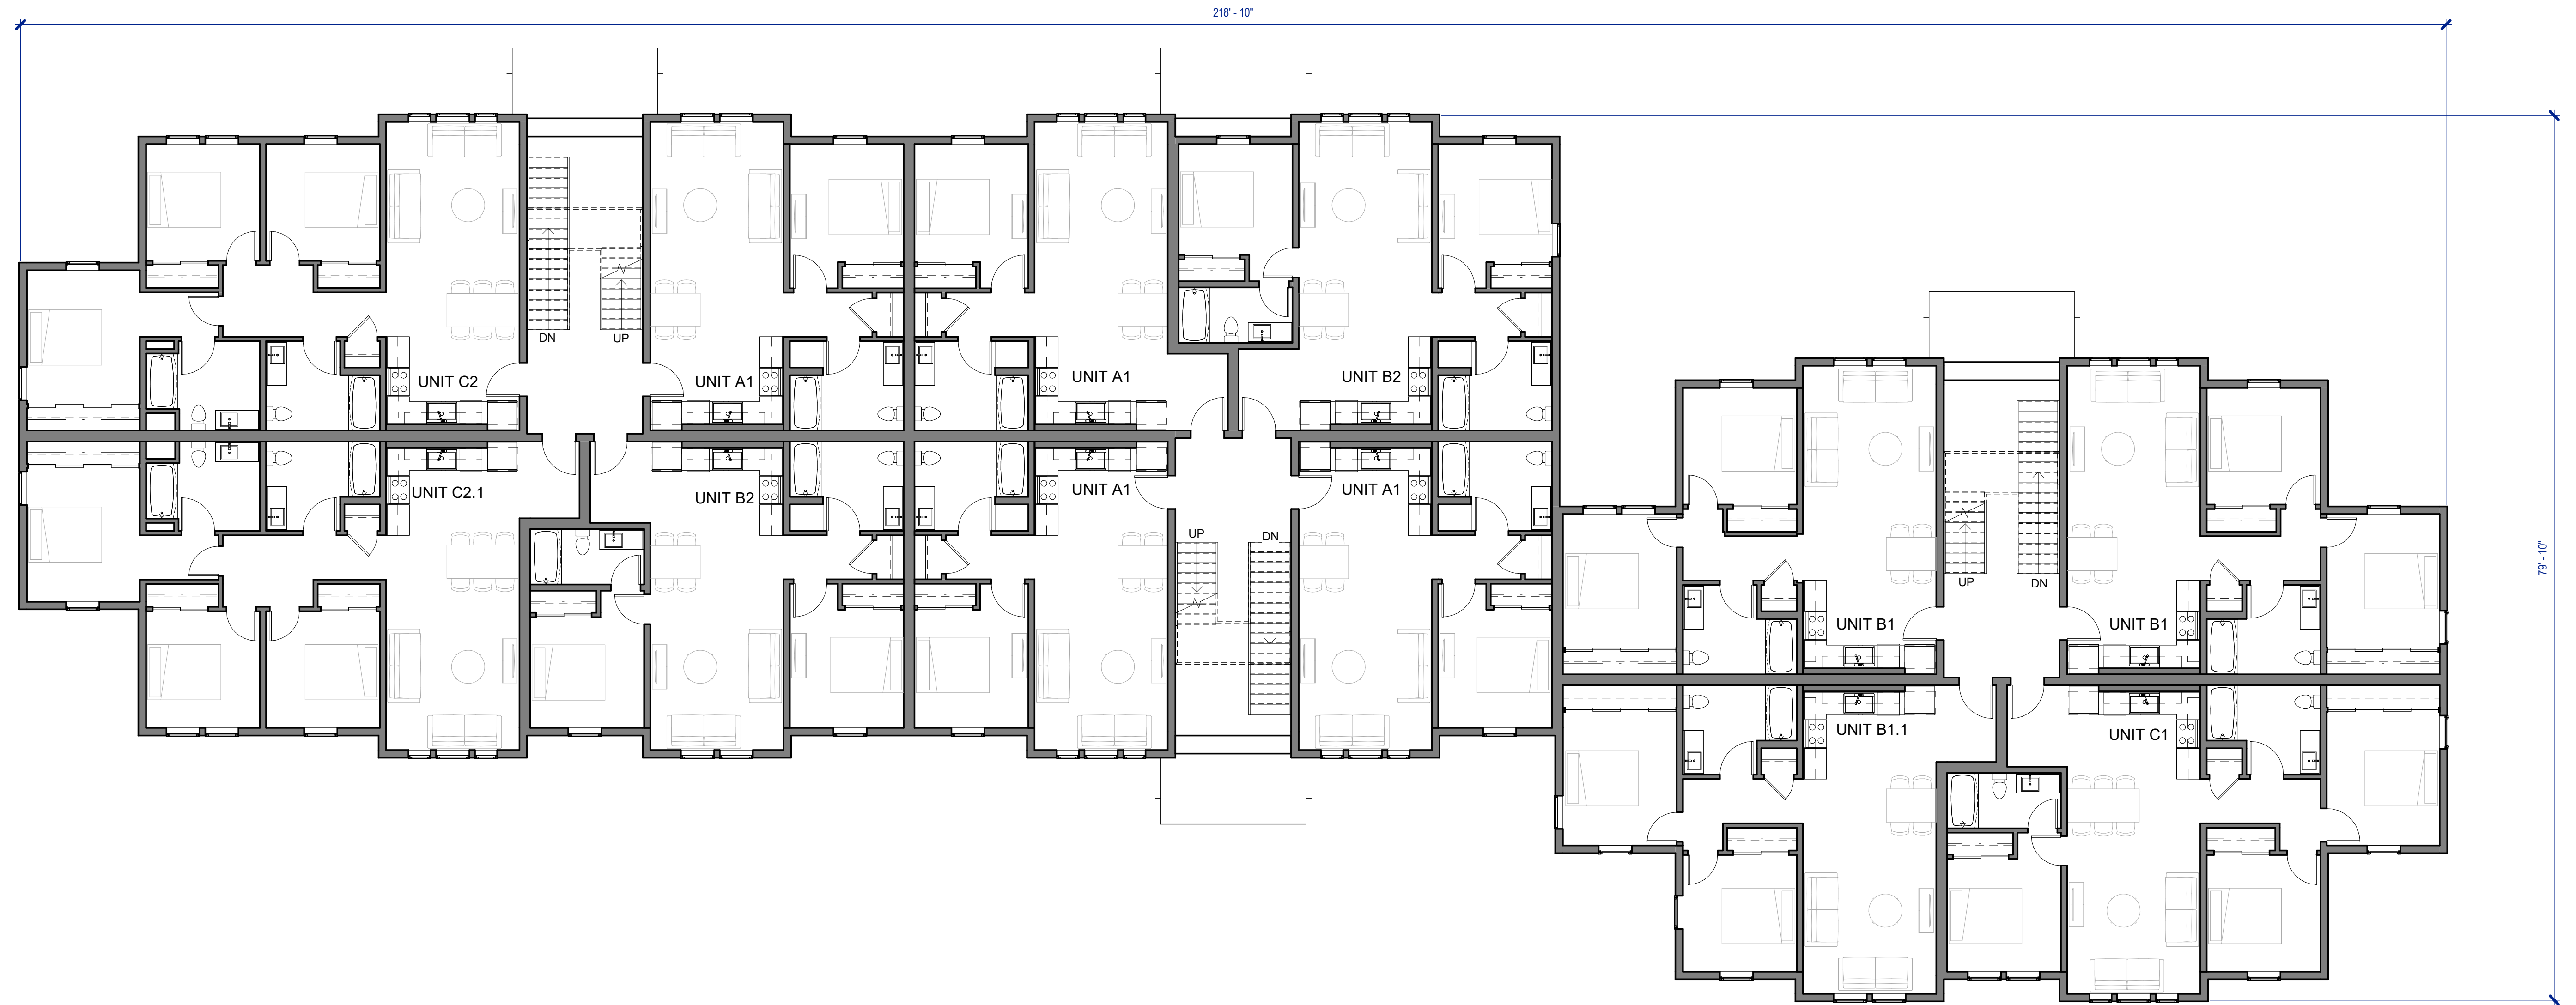 218' - 10"
DN
UP
UNIT C2
UNIT A1
UNIT A1
UNIT B2
UNIT C2.1
UNIT B2
UNIT A1
UNIT A1
UP
DN
79' - 10"
UP
DN
UNIT B1
UNIT B1
UNIT B1.1
UNIT C1